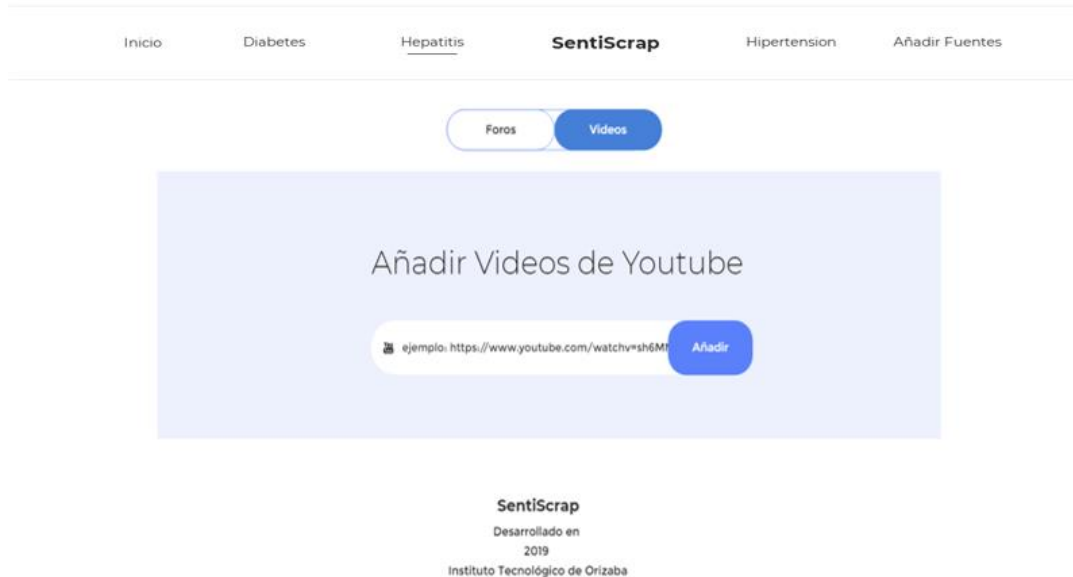 Inicio Diabetes Hepatitis SentiScrap Hipertension Añadir Fuentes
Foros Videos
Añadir Videos de Youtube
ejemplo: https://www.youtube.com/watchv=sh6M Añadir
SentiScrap
Desarrollado en
2019
Instituto Tecnológico de Orizaba